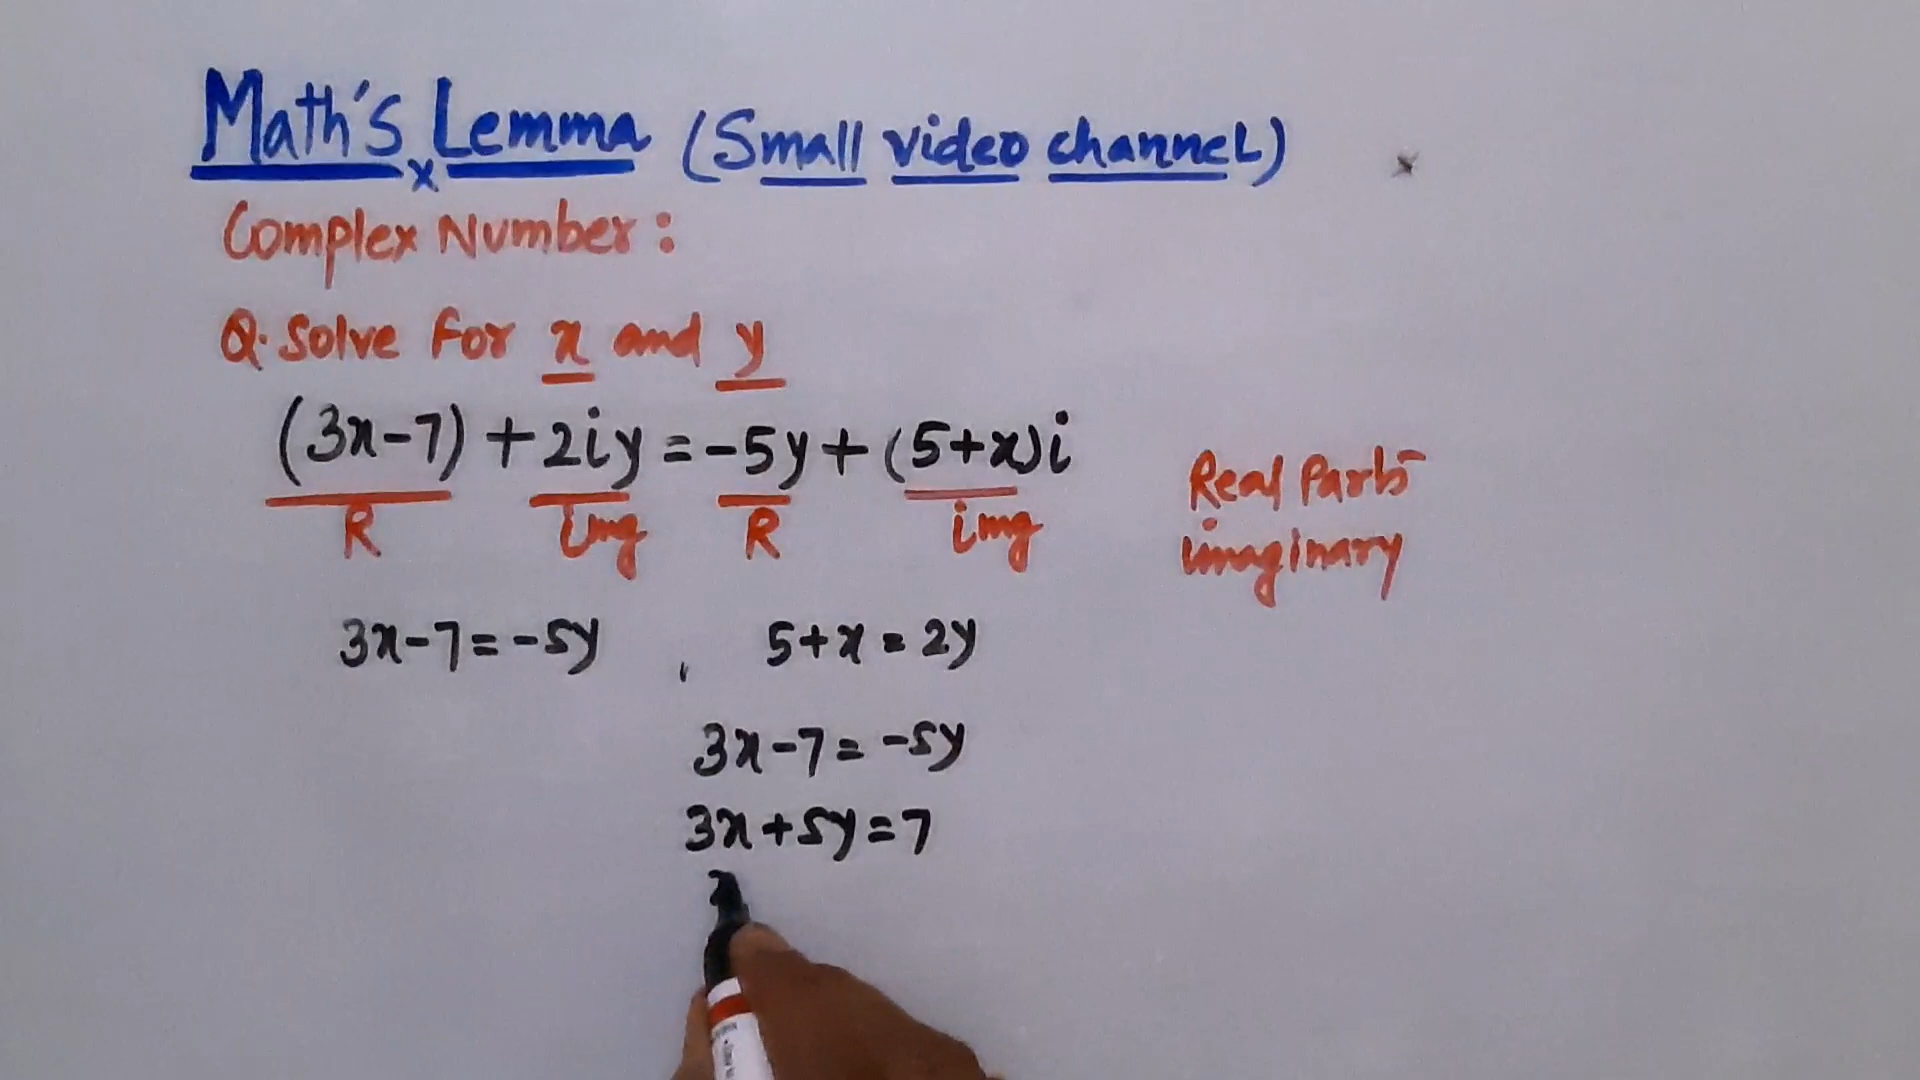 Math's Lemma (Small video channel)
Complex Number:
Q. Solve for x and y
(3x-7) + 2iy = -5y + (5+x)i
R img R img
Real Parts
imaginary
3x-7 = -5y , 5+x = 2y
3x-7 = -5y
3x+5y = 7